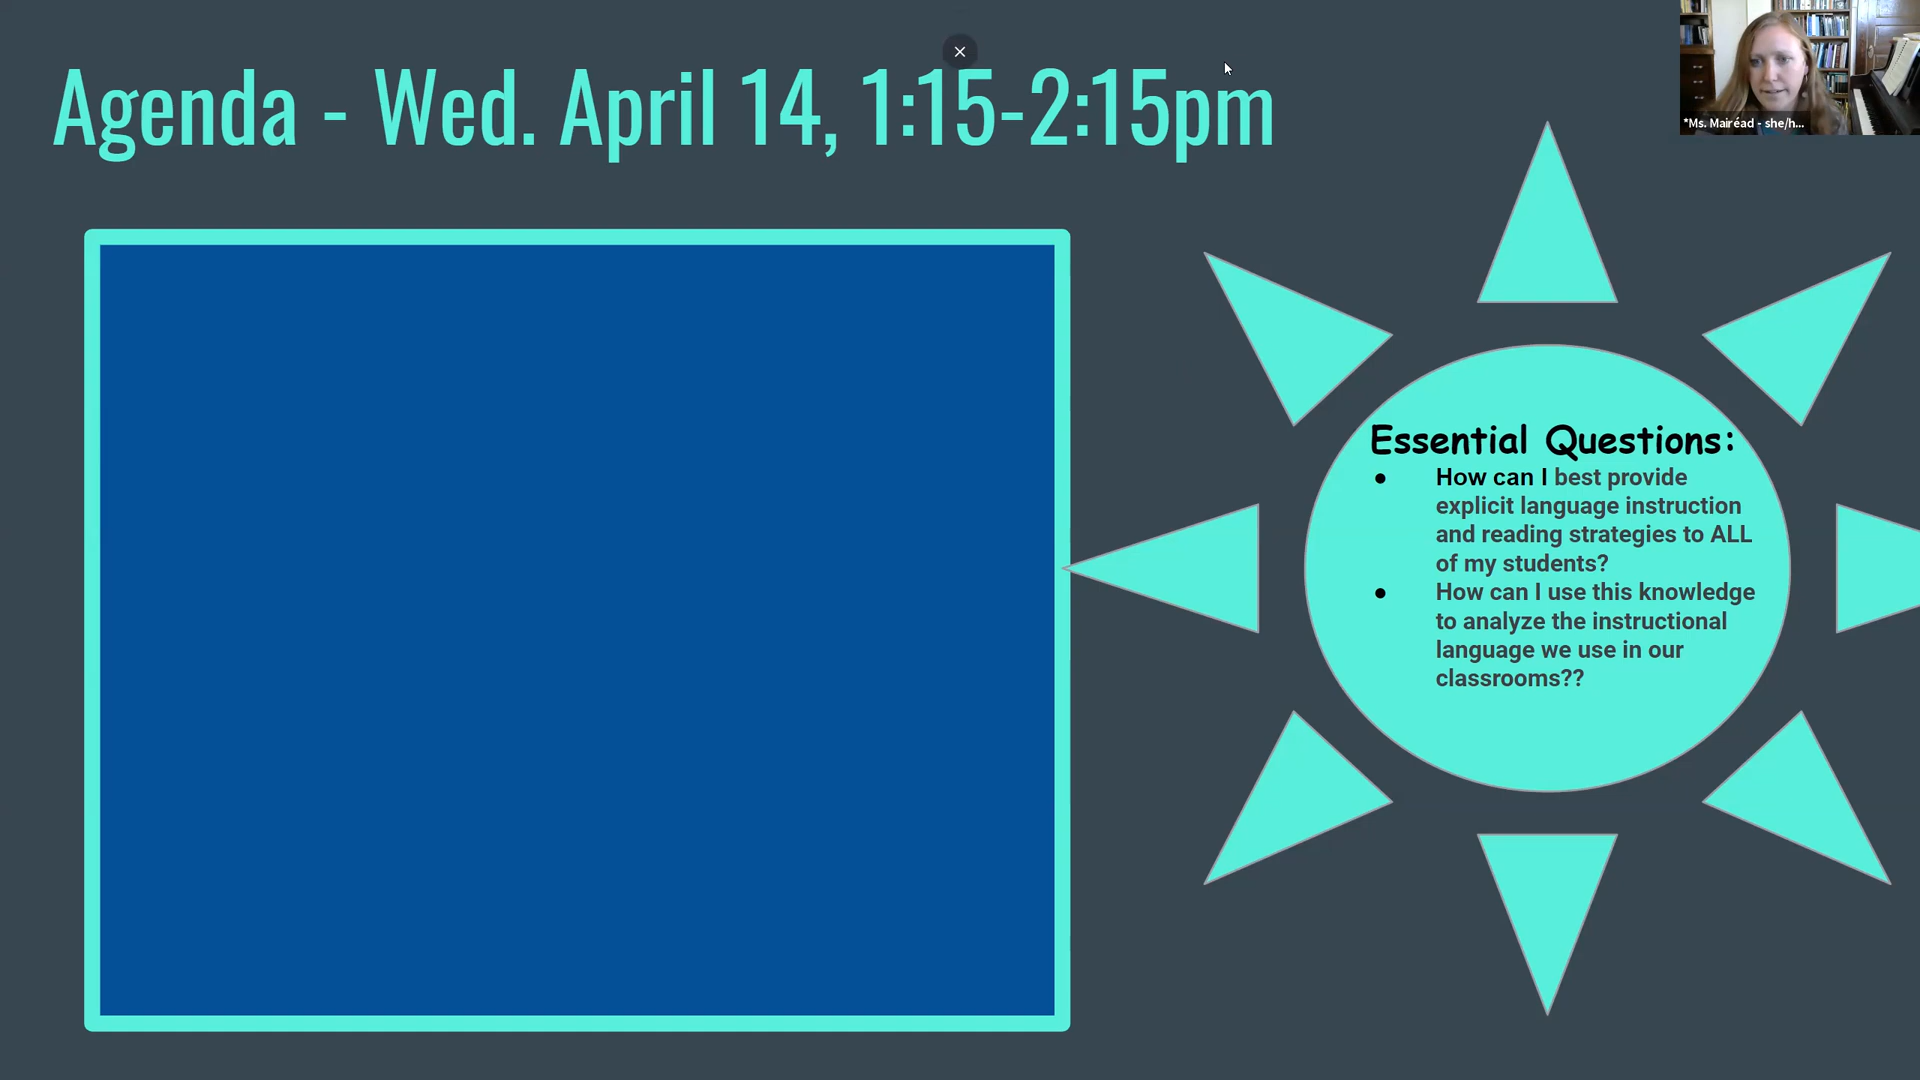 Agenda - Wed. April 14, 1:15-2:15pm
*Ms. Mairéad - she/h...
Essential Questions:
● How can I best provide
explicit language instruction
and reading strategies to ALL
of my students?
● How can I use this knowledge
to analyze the instructional
language we use in our
classrooms??